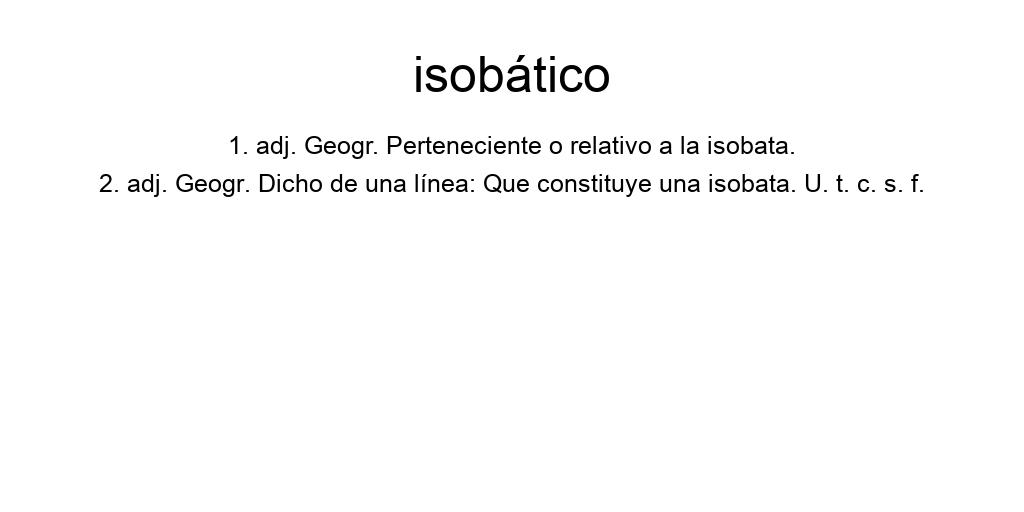 isobático
1. adj. Geogr. Perteneciente o relativo a la isobata.
2. adj. Geogr. Dicho de una línea: Que constituye una isobata. U. t. c. s. f.